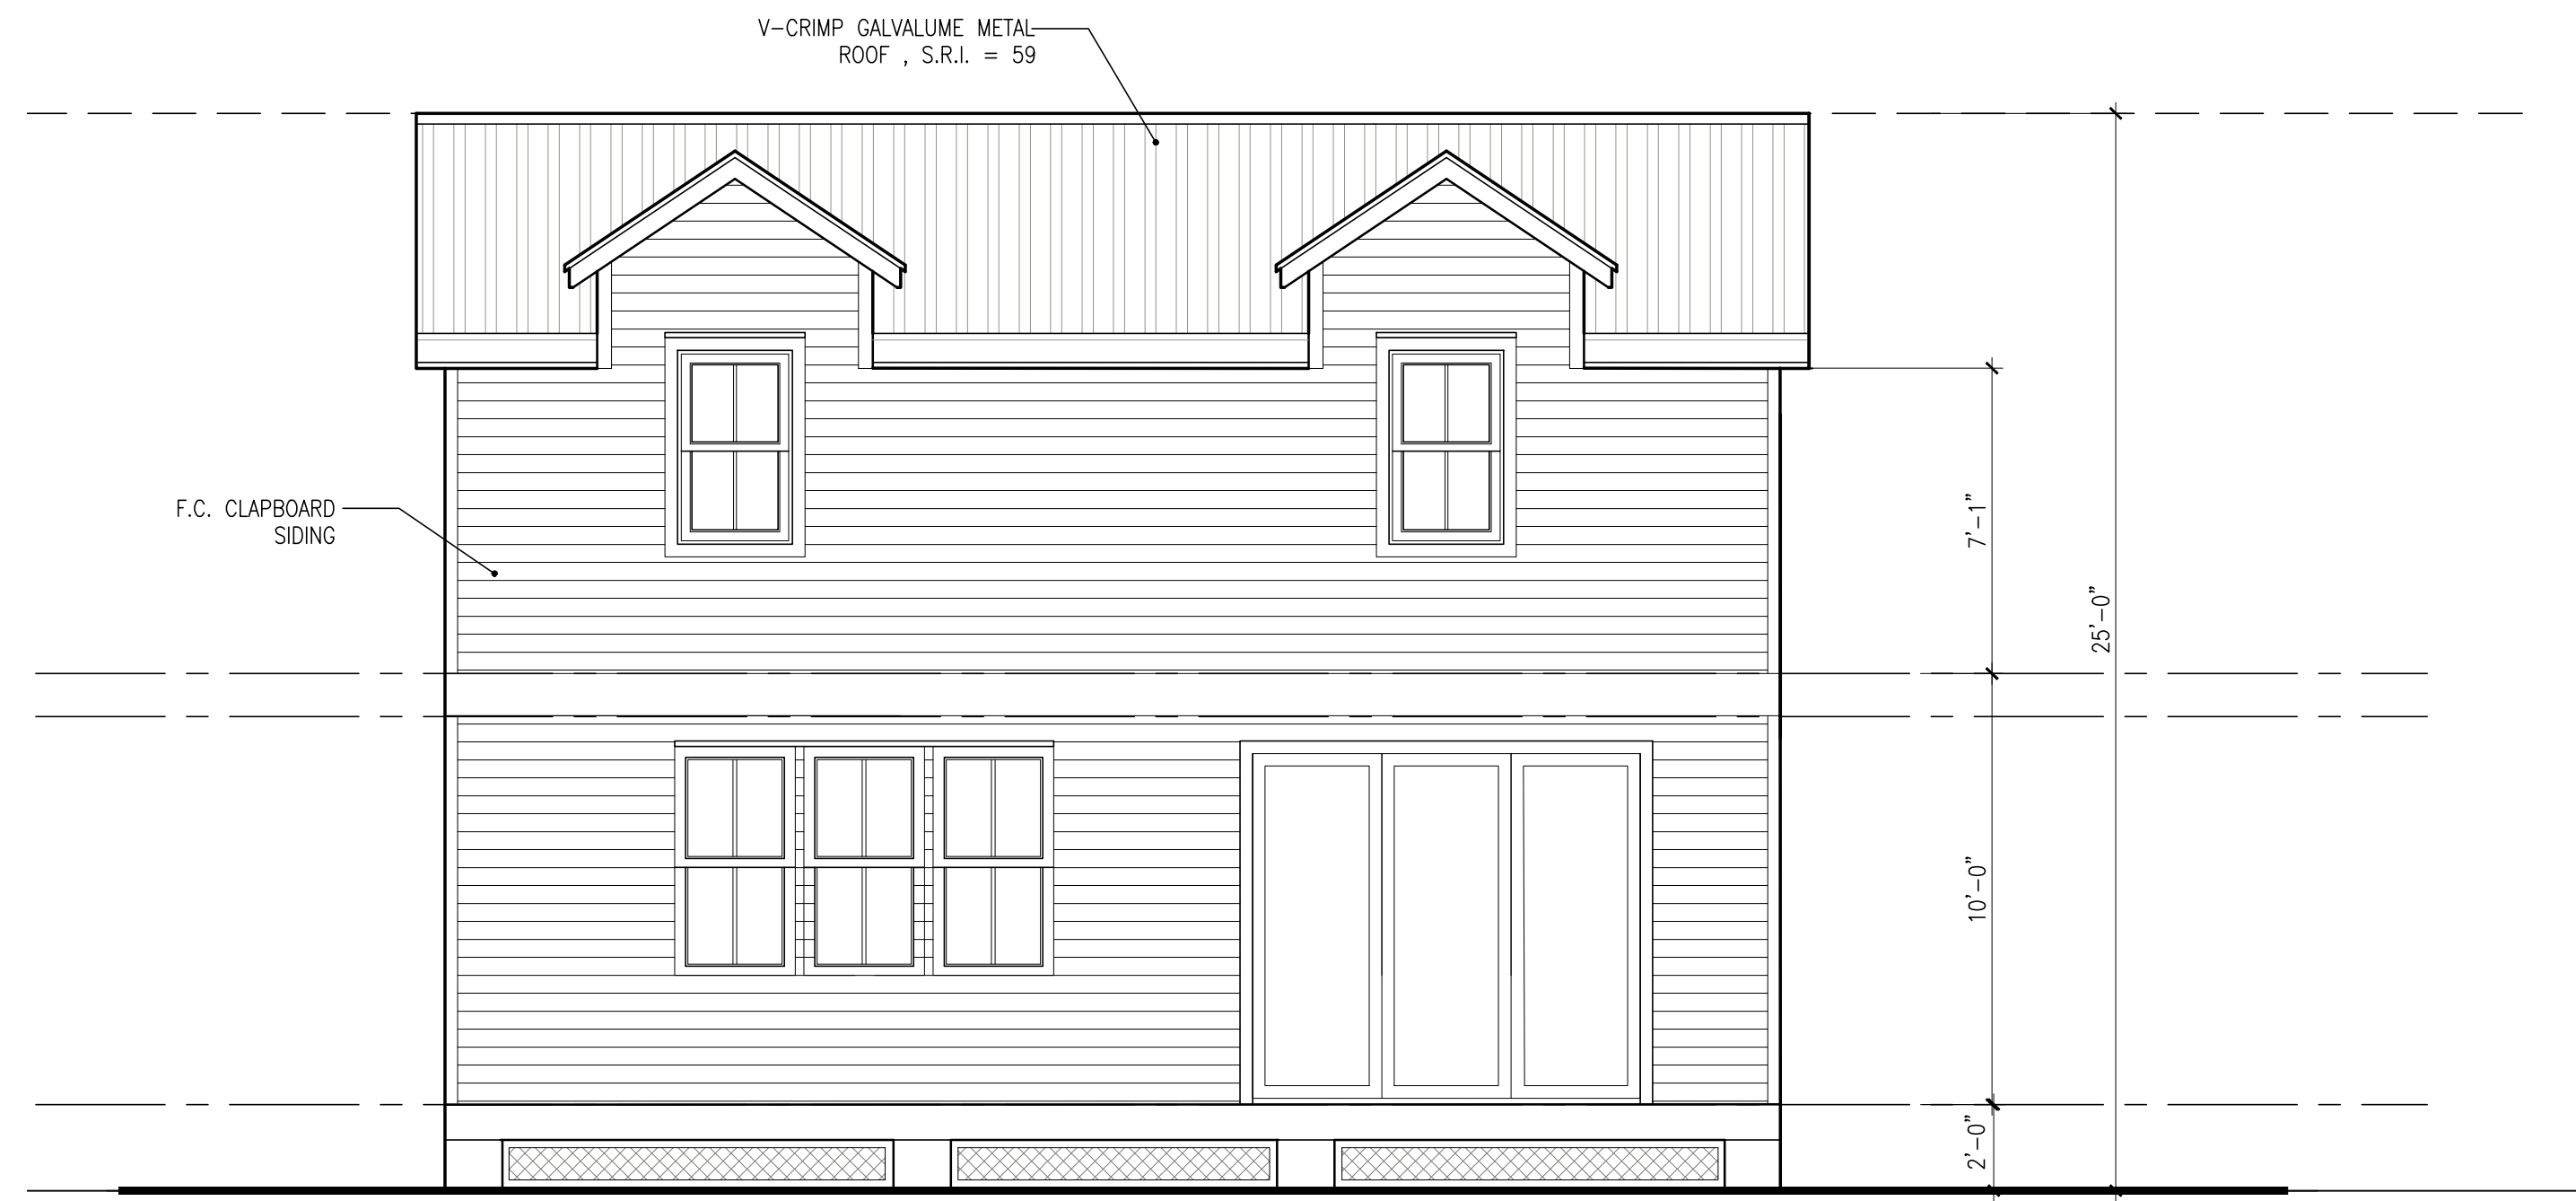 V-CRIMP GALVALUME METAL
ROOF , S.R.I. = 59
F.C. CLAPBOARD
SIDING
7'-1"
25'-0"
10'-0"
2'-0"